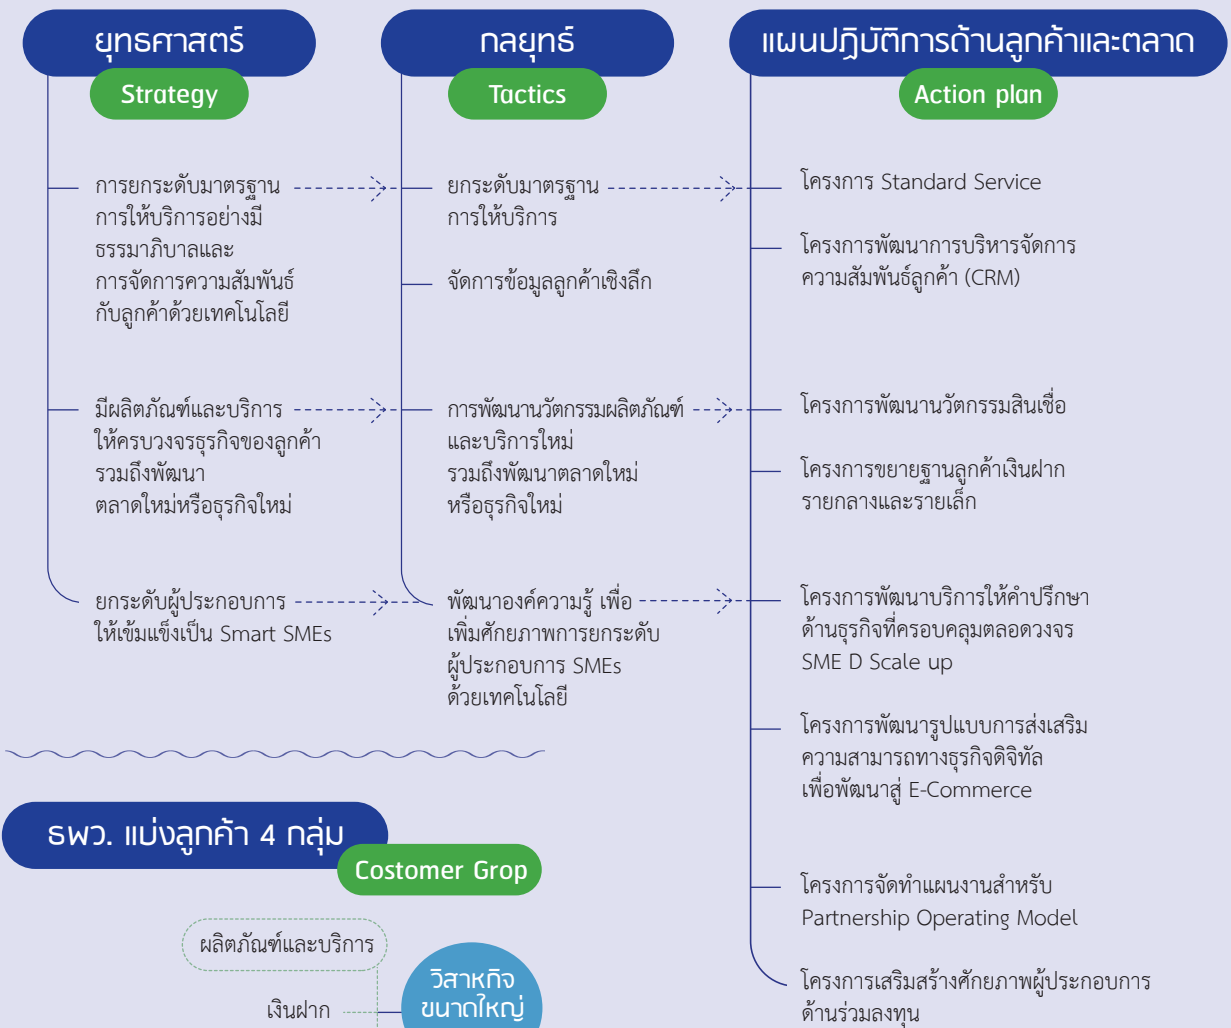 ยุทธศาสตร์
Strategy
การยกระดับมาตรฐาน
การให้บริการอย่างมี
ธรรมาภิบาลและ
การจัดการความสัมพันธ์
กับลูกค้าด้วยเทคโนโลยี
มีผลิตภัณฑ์และบริการ
ให้ครบวงจรธุรกิจของลูกค้า
รวมถึงพัฒนา
ตลาดใหม่หรือธุรกิจใหม่
ยกระดับผู้ประกอบการ
ให้เข้มแข็งเป็น Smart SMEs
กลยุทธ์
Tactics
ยกระดับมาตรฐาน
การให้บริการ
จัดการข้อมูลลูกค้าเชิงลึก
การพัฒนานวัตกรรมผลิตภัณฑ์
และบริการใหม่
รวมถึงพัฒนาตลาดใหม่
หรือธุรกิจใหม่
พัฒนาองค์ความรู้ เพื่อ
เพิ่มศักยภาพการยกระดับ
ผู้ประกอบการ SMEs
ด้วยเทคโนโลยี
แผนปฏิบัติการด้านลูกค้าและตลาด
Action plan
โครงการ Standard Service
โครงการพัฒนาการบริหารจัดการ
ความสัมพันธ์ลูกค้า (CRM)
โครงการพัฒนานวัตกรรมสินเชื่อ
โครงการขยายฐานลูกค้าเงินฝาก
รายกลางและรายเล็ก
โครงการพัฒนาบริการให้คำปรึกษา
ด้านธุรกิจที่ครอบคลุมตลอดวงจร
SME D Scale up
โครงการพัฒนารูปแบบการส่งเสริม
ความสามารถทางธุรกิจดิจิทัล
เพื่อพัฒนาสู่ E-Commerce
โครงการจัดทำแผนงานสำหรับ
Partnership Operating Model
โครงการเสริมสร้างศักยภาพผู้ประกอบการ
ด้านร่วมลงทุน
ธพว. แบ่งลูกค้า 4 กลุ่ม
Costomer Grop
ผลิตภัณฑ์และบริการ
เงินฝาก
วิสาหกิจ
ขนาดใหญ่